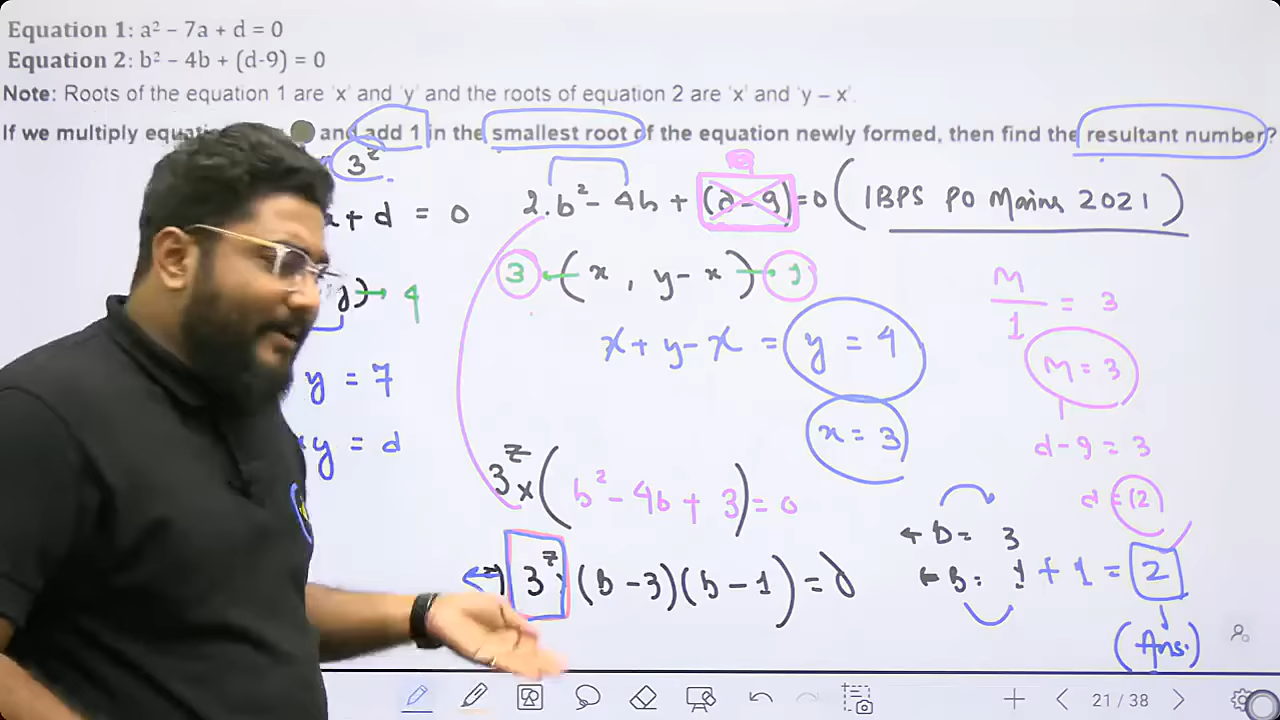 Equation 1: a² – 7a + d = 0
Equation 2: b² – 4b + (d-9) = 0
Note: Roots of the equation 1 are 'x' and 'y' and the roots of equation 2 are 'x' and 'y – x'.
If we multiply and add 1 in the smallest root of the equation newly formed, then find the resultant number?
3^z
+ d = 0
2. b² - 4b + (d-9) = 0 (IBPS PO Mains 2021)
y) → 4
3 ← (x, y-x) → 1
M/1 = 3
x + y - x = y = 4
M = 3
y = 7
x = 3
y = d
d-9 = 3
3^z × (b² - 4b + 3) = 0
d = 12
b = 3
3^z (b-3)(b-1) = 0
b = 1 + 1 = 2
(Ans.)
21 / 38